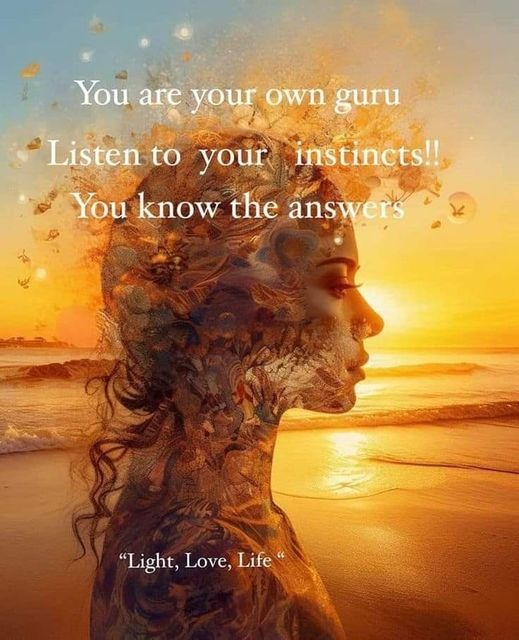 You are your own guru
Listen to your instincts!!
You know the answers
“Light, Love, Life “